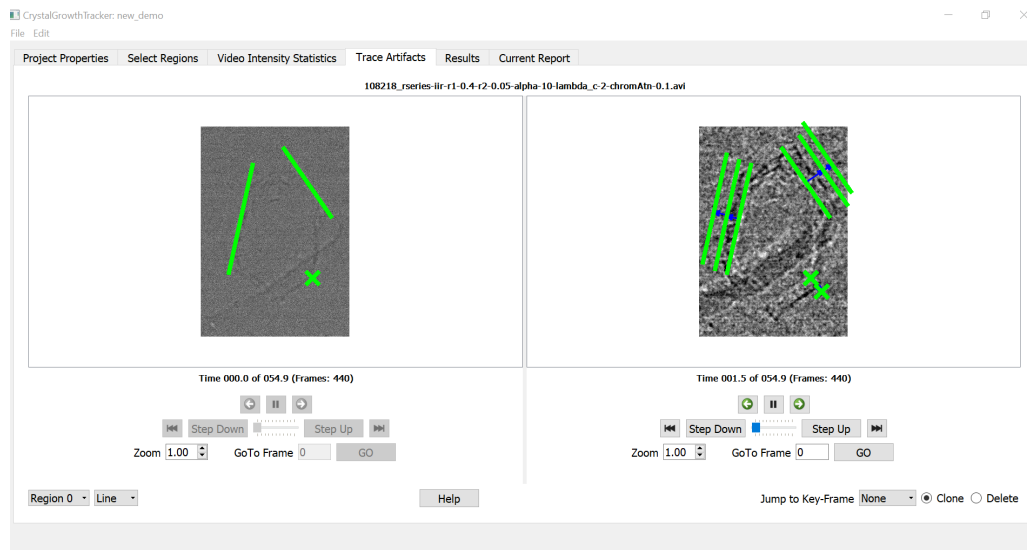 CrystalGrowthTracker: new_demo
File Edit
Project Properties Select Regions Video Intensity Statistics Trace Artifacts Results Current Report
108218_rseries-iir-r1-0.4-r2-0.05-alpha-10-lambda_c-2-chromAtn-0.1.avi
Time 000.0 of 054.9 (Frames: 440)
Step Down Step Up
Zoom 1.00 GoTo Frame 0 GO
Time 001.5 of 054.9 (Frames: 440)
Step Down Step Up
Zoom 1.00 GoTo Frame 0 GO
Region 0 Line Help Jump to Key-Frame None Clone Delete